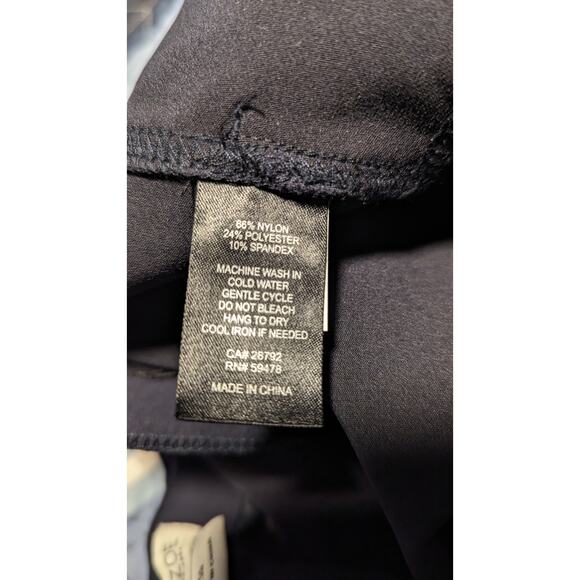 86% NYLON
24% POLYESTER
10% SPANDEX
MACHINE WASH IN
COLD WATER
GENTLE CYCLE
DO NOT BLEACH
HANG TO DRY
COOL IRON IF NEEDED
CA# 26792
RN# 59478
MADE IN CHINA